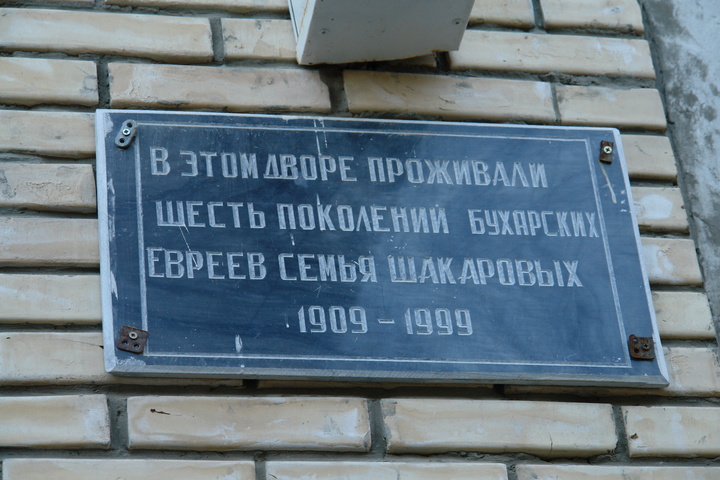 В ЭТОМ ДВОРЕ ПРОЖИВАЛИ
ШЕСТЬ ПОКОЛЕНИЙ БУХАРСКИХ
ЕВРЕЕВ СЕМЬЯ ШАКАРОВЫХ
1909 - 1999